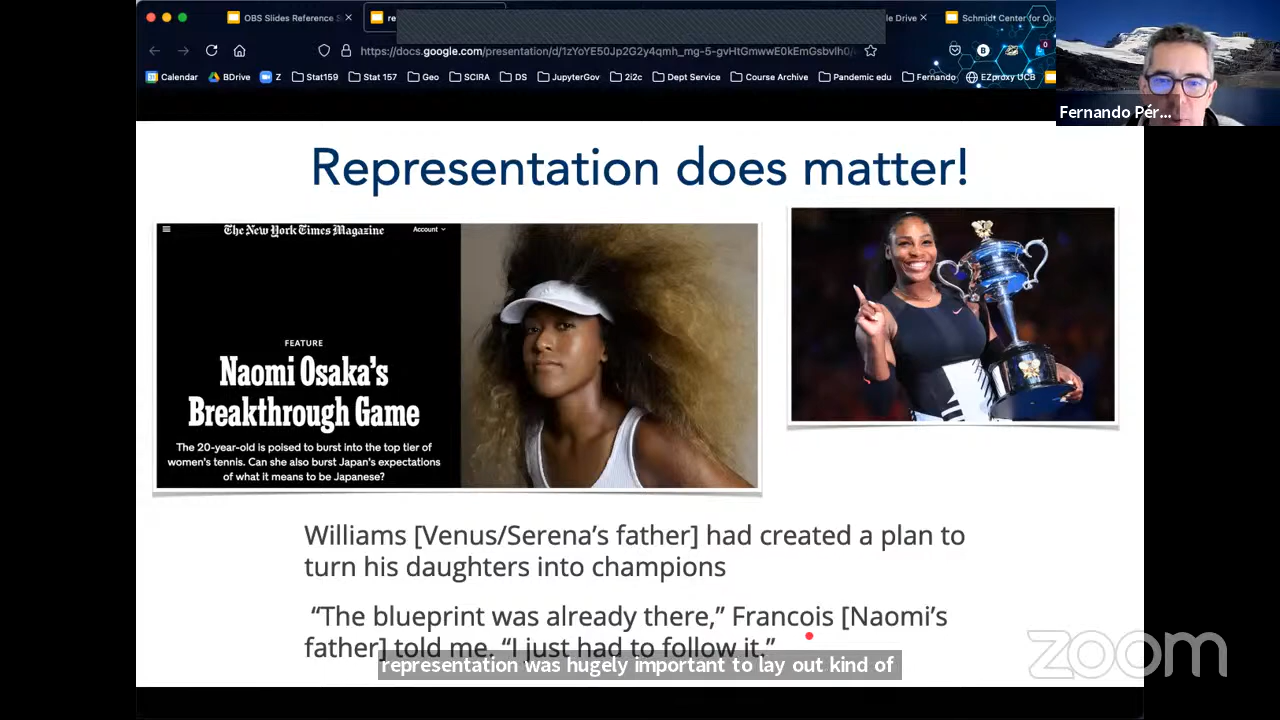 OBS Slides Reference S
re
le Drive
Schmidt Center for Op
https://docs.google.com/presentation/d/1zYoYE50Jp2G2y4qmh_mg-5-gvHtGmwwE0kEmGsbvlh0/
Calendar BDrive Z Stat159 Stat 157 Geo SCIRA DS JupyterGov 2i2c Dept Service Course Archive Pandemic edu Fernando EZproxy UCB
Fernando Pér...
Representation does matter!
The New York Times Magazine
Account
FEATURE
Naomi Osaka's
Breakthrough Game
The 20-year-old is poised to burst into the top tier of
women's tennis. Can she also burst Japan's expectations
of what it means to be Japanese?
Williams [Venus/Serena's father] had created a plan to
turn his daughters into champions
“The blueprint was already there,” Francois [Naomi's
father] told me. “I just had to follow it.”
representation was hugely important to lay out kind of
zoom